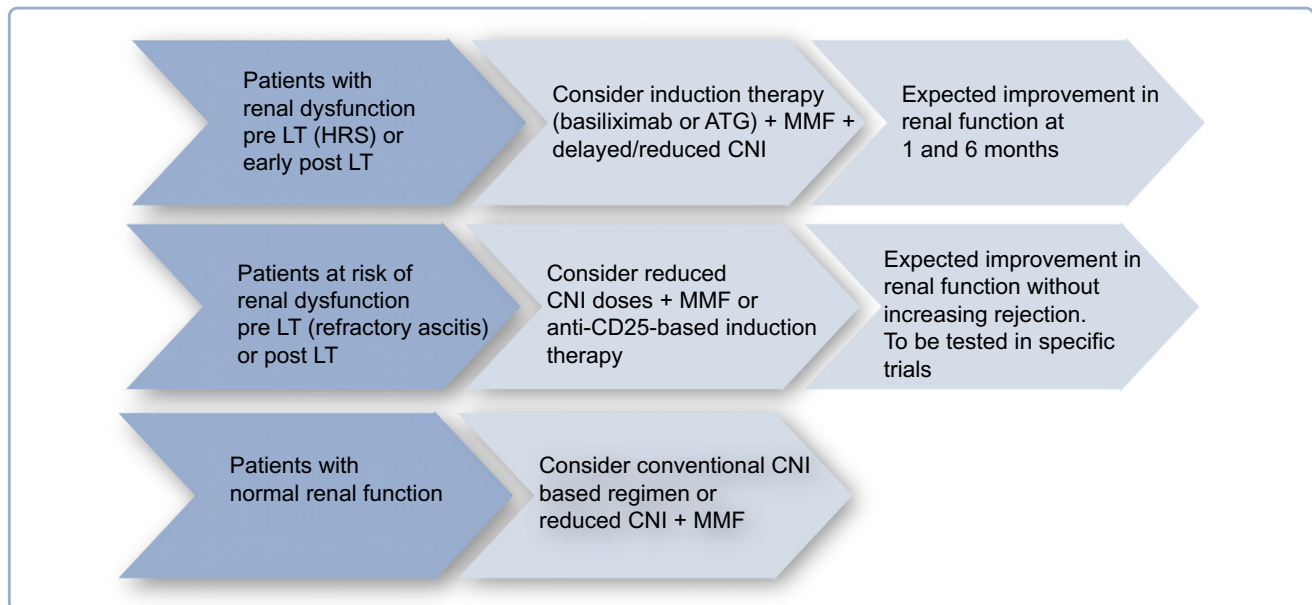 Patients with
renal dysfunction
pre LT (HRS) or
early post LT
Consider induction therapy
(basiliximab or ATG) + MMF +
delayed/reduced CNI
Expected improvement in
renal function at
1 and 6 months
Patients at risk of
renal dysfunction
pre LT (refractory ascitis)
or post LT
Consider reduced
CNI doses + MMF or
anti-CD25-based induction
therapy
Expected improvement in
renal function without
increasing rejection.
To be tested in specific
trials
Patients with
normal renal function
Consider conventional CNI
based regimen or
reduced CNI + MMF